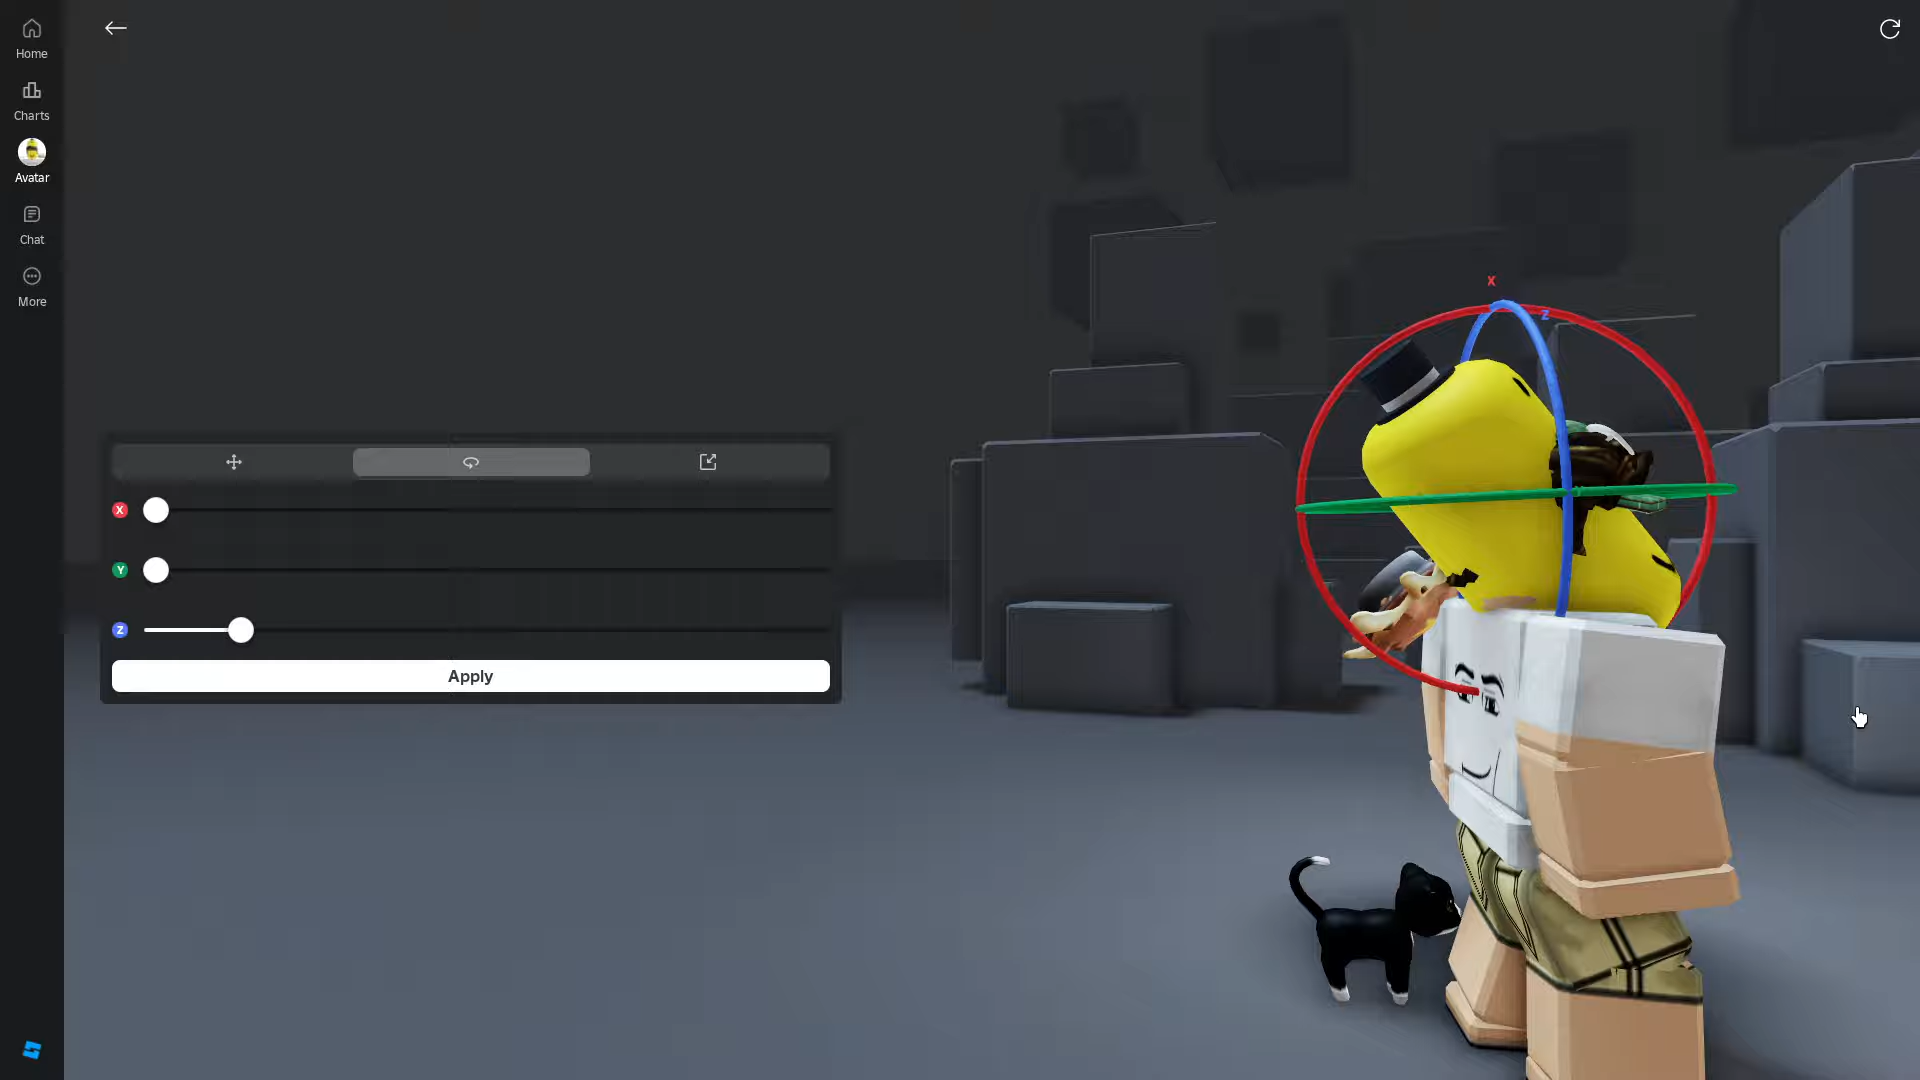 Home
Charts
Avatar
Chat
More
X
Y
Z
Apply
X
Z